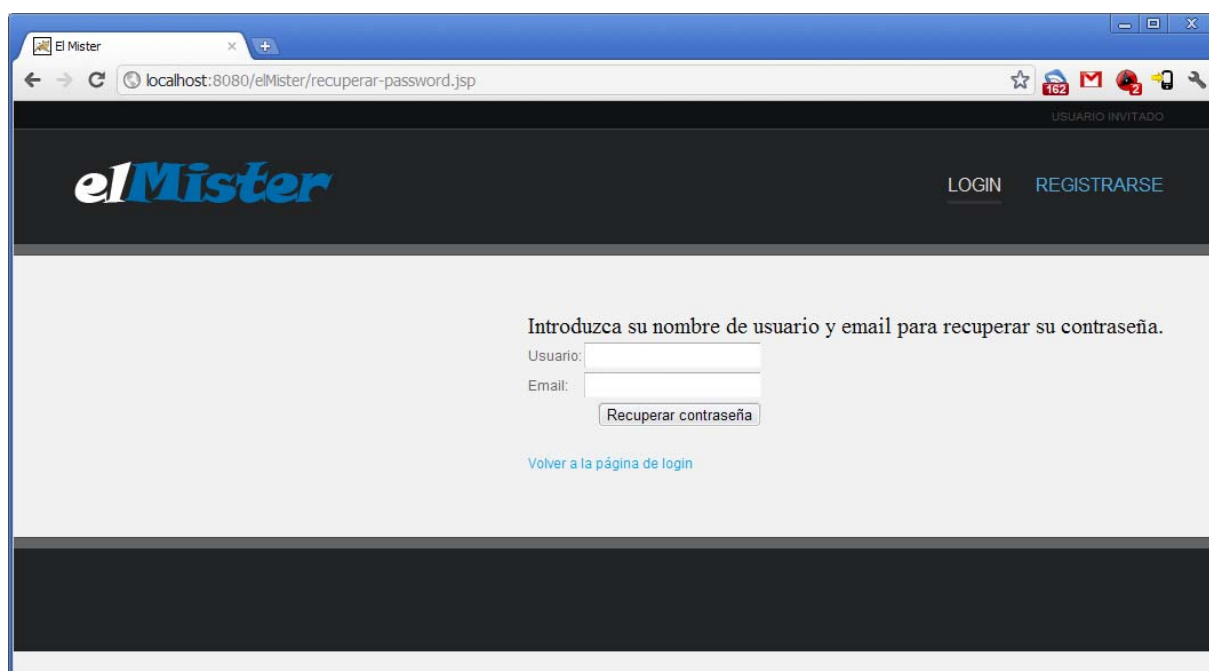 El Mister
localhost:8080/elMister/recuperar-password.jsp
162
2
USUARIO INVITADO
elMister
LOGIN REGISTRARSE
Introduzca su nombre de usuario y email para recuperar su contraseña.
Usuario:
Email:
Recuperar contraseña
Volver a la página de login